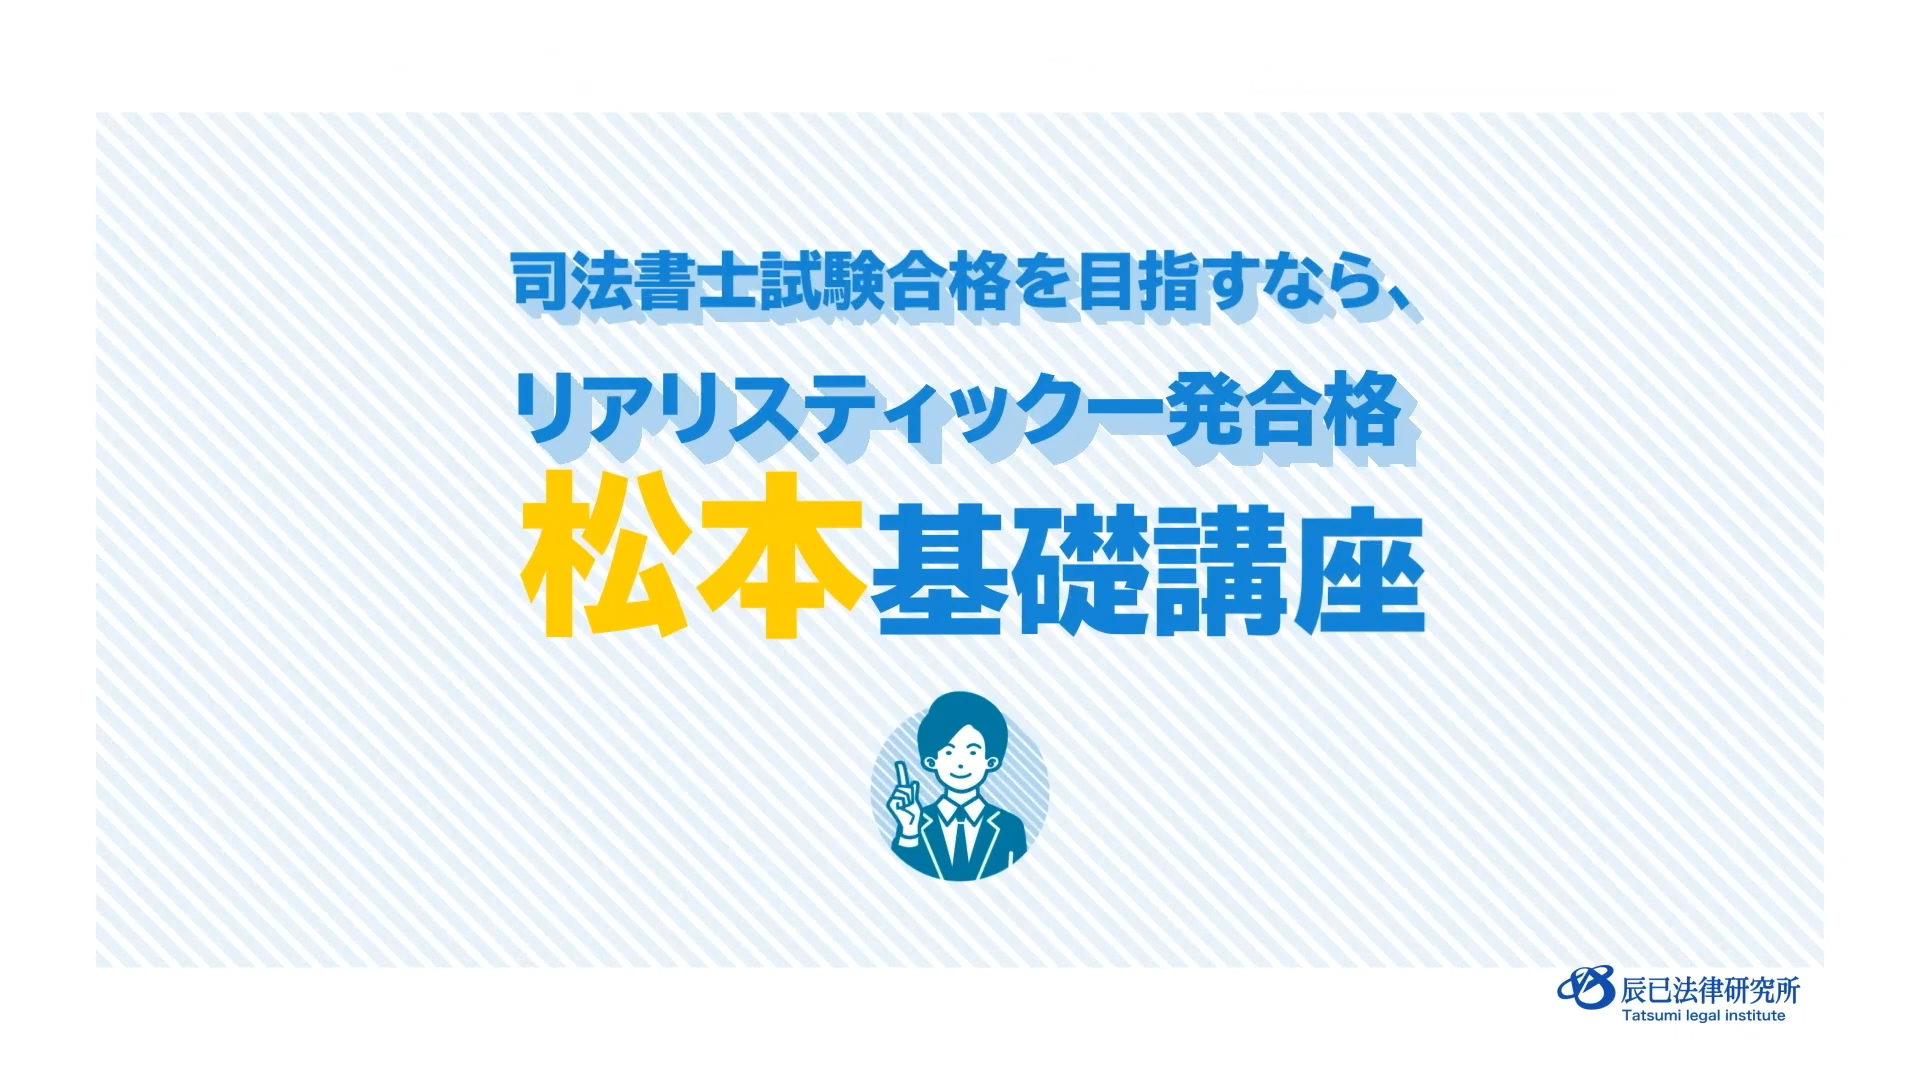 司法書士試験合格を目指すなら、
リアリスティック一発合格
松本基礎講座
辰已法律研究所
Tatsumi legal institute